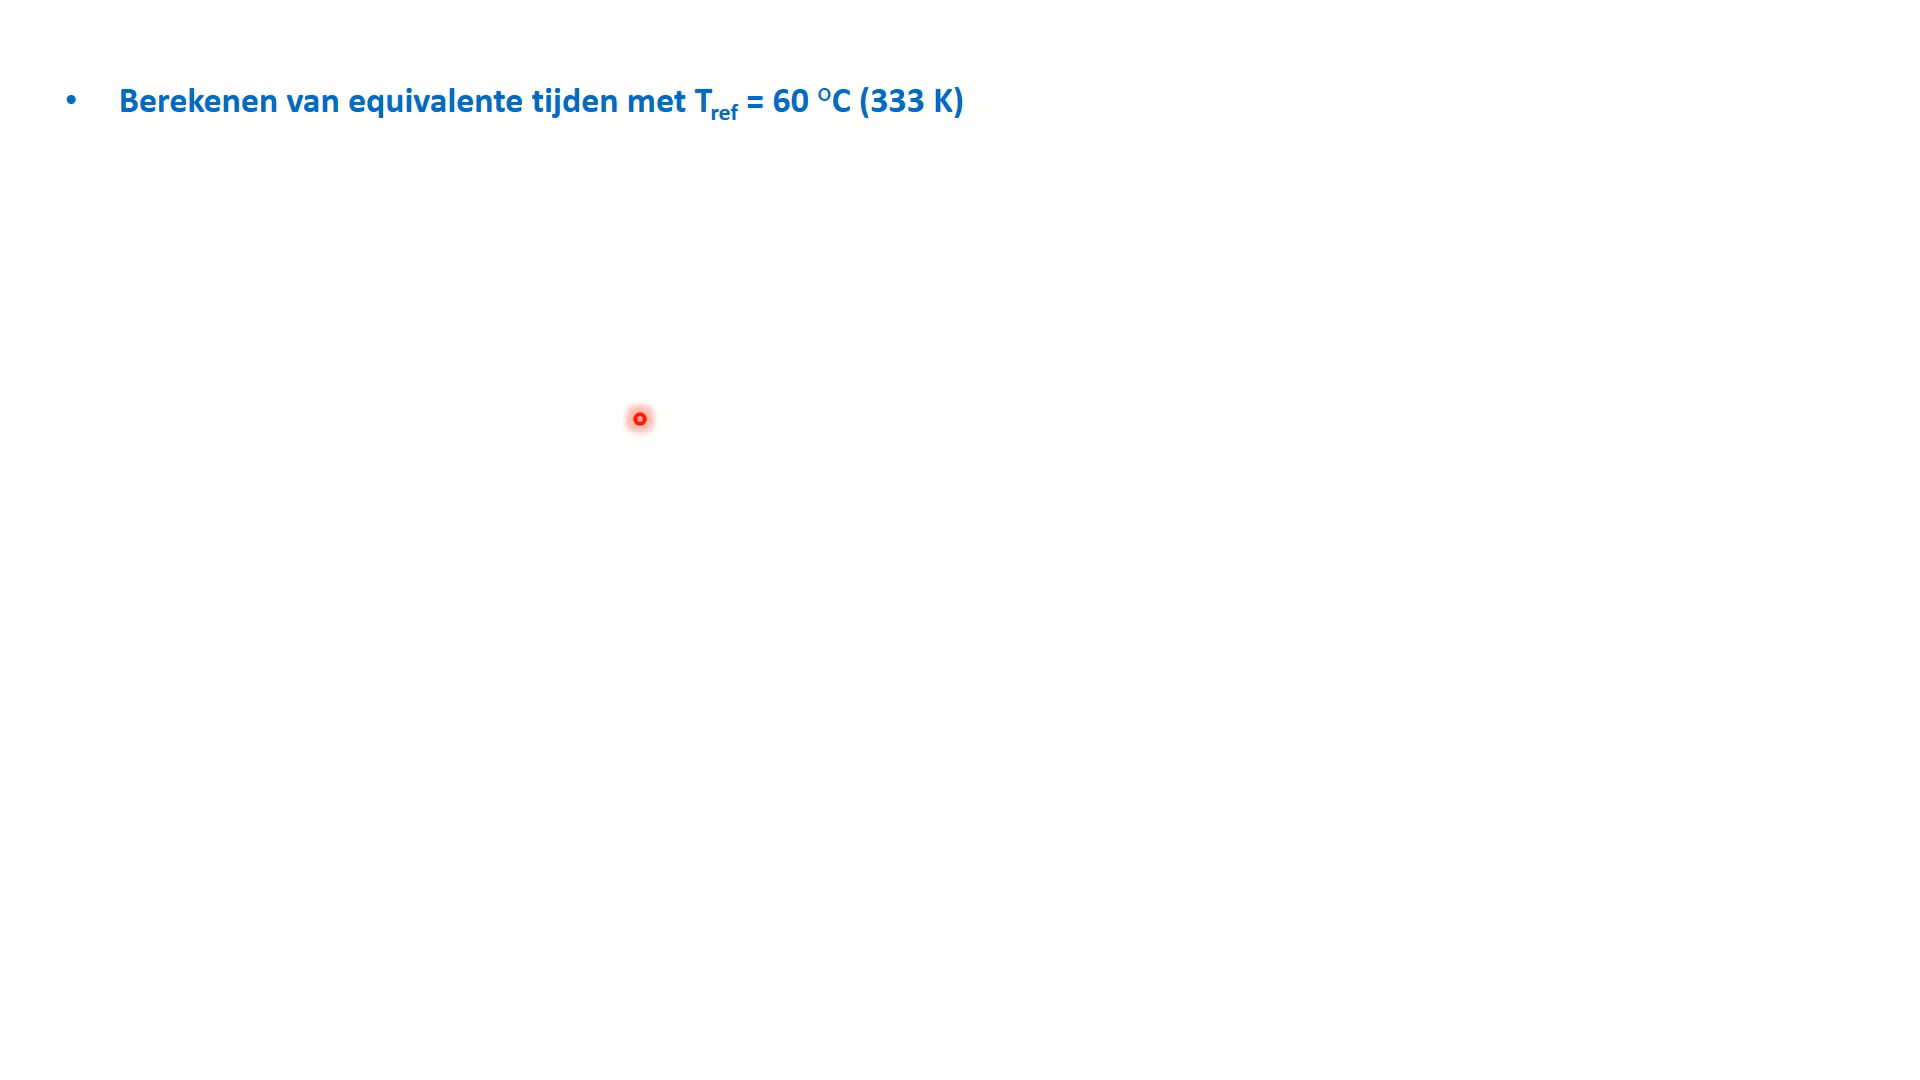 • Berekenen van equivalente tijden met Tref = 60 °C (333 K)